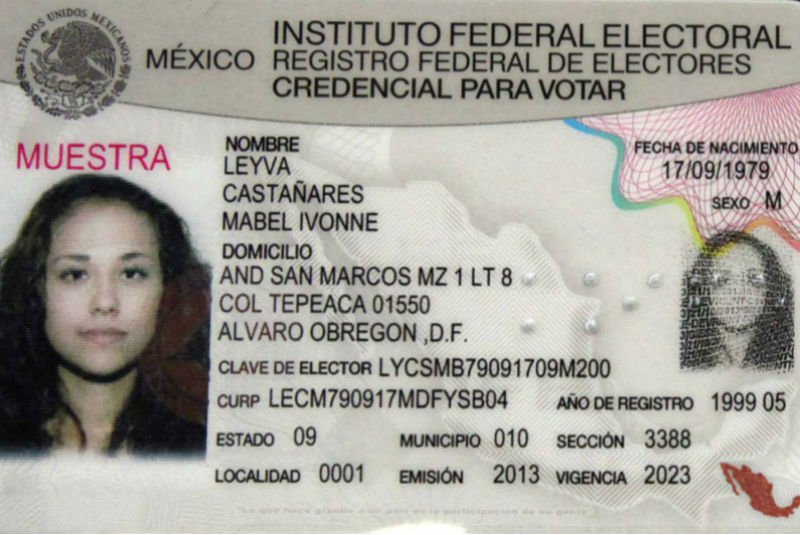 ESTADOS UNIDOS MEXICANOS
MÉXICO
INSTITUTO FEDERAL ELECTORAL
REGISTRO FEDERAL DE ELECTORES
CREDENCIAL PARA VOTAR
MUESTRA
NOMBRE
LEYVA
CASTAÑARES
MABEL IVONNE
FECHA DE NACIMIENTO
17/09/1979
SEXO M
DOMICILIO
AND SAN MARCOS MZ 1 LT 8
COL TEPEACA 01550
ALVARO OBREGON ,D.F.
CLAVE DE ELECTOR LYCSMB79091709M200
CURP LECM790917MDFYSB04 AÑO DE REGISTRO 1999 05
ESTADO 09 MUNICIPIO 010 SECCIÓN 3388
LOCALIDAD 0001 EMISIÓN 2013 VIGENCIA 2023
"Lo que hace grande a un país es la participación de su gente"